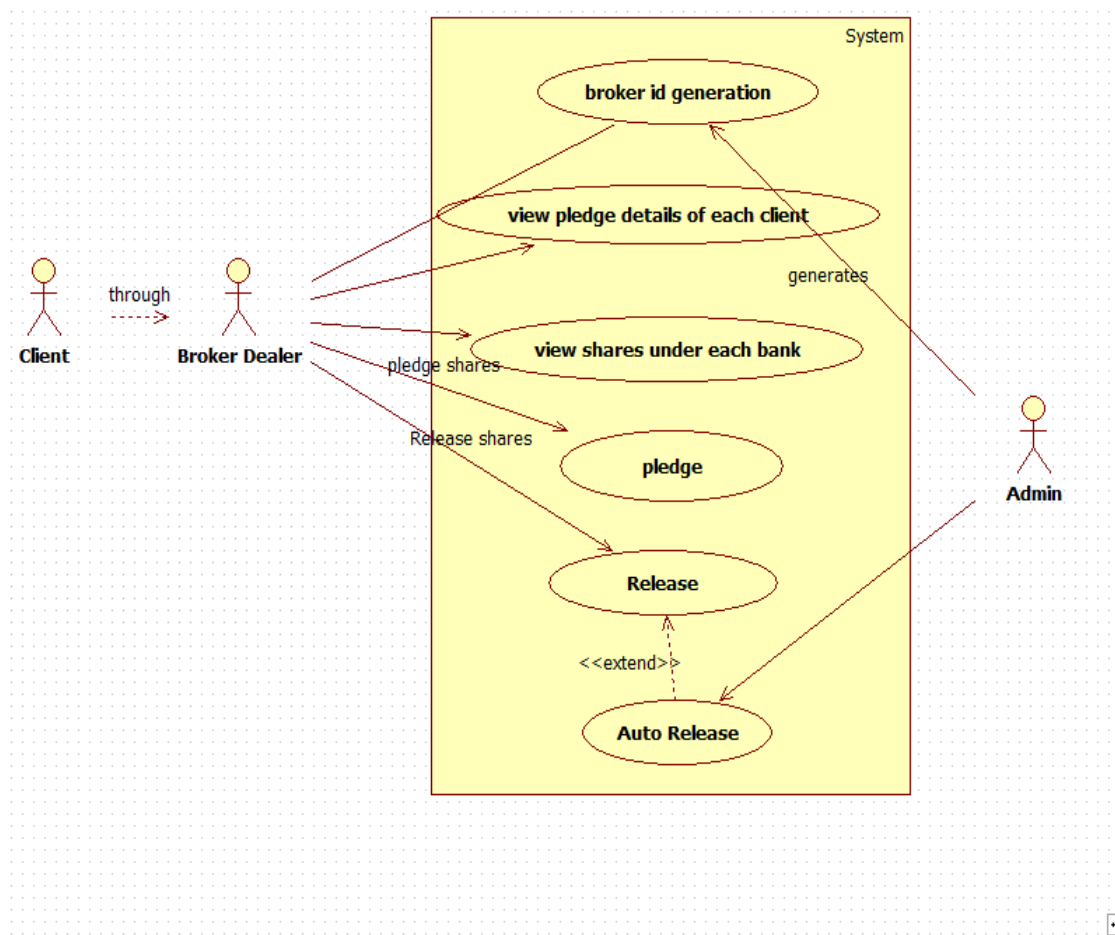 System
broker id generation
view pledge details of each client
generates
through
Client
Broker Dealer
view shares under each bank
pledge shares
Release shares
pledge
Admin
Release
<<extend>>
Auto Release